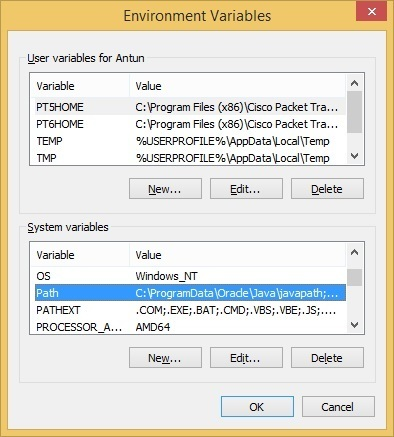 Environment Variables
User variables for Antun
Variable Value
PT5HOME C:\Program Files (x86)\Cisco Packet Tra...
PT6HOME C:\Program Files (x86)\Cisco Packet Tra...
TEMP %USERPROFILE%\AppData\Local\Temp
TMP %USERPROFILE%\AppData\Local\Temp
New... Edit... Delete
System variables
Variable Value
OS Windows_NT
Path C:\ProgramData\Oracle\Java\javapath;...
PATHEXT .COM;.EXE;.BAT;.CMD;.VBS;.VBE;.JS;....
PROCESSOR_A... AMD64
New... Edit... Delete
OK Cancel